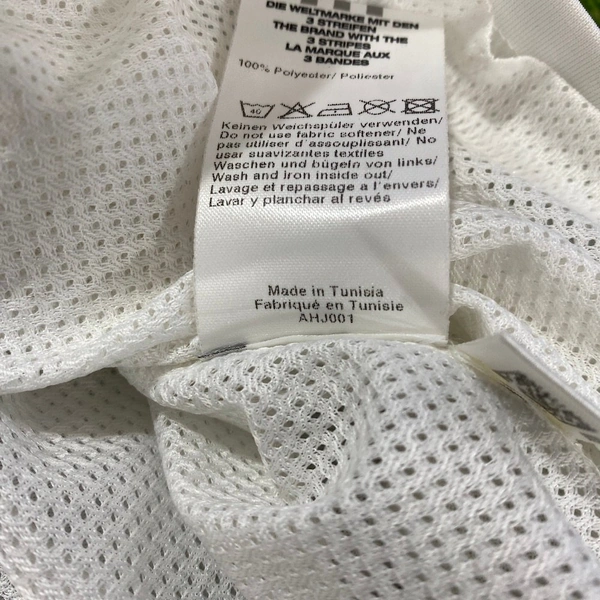 DIE WELTMARKE MIT DEN
3 STREIFEN
THE BRAND WITH THE
3 STRIPES
LA MARQUE AUX
3 BANDES
100% Polyester/ Poliester
40
Keinen Weichspüler verwenden/
Do not use fabric softener/ Ne
pas utiliser d'assouplissant/ No
usar suavizantes textiles
Waschen und bügeln von links/
Wash and iron inside out/
Lavage et repassage a l'envers/
Lavar y planchar al revés
Made in Tunisia
Fabriqué en Tunisie
AHJ001